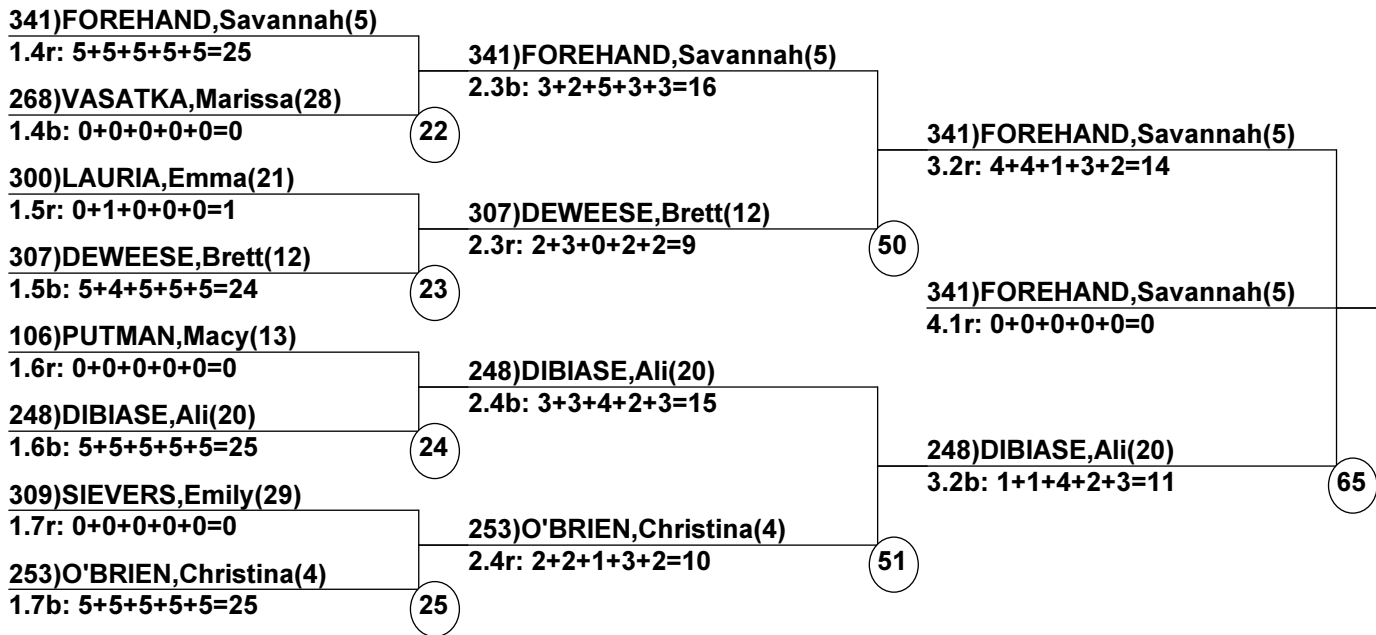 341)FOREHAND,Savannah(5)
1.4r: 5+5+5+5+5=25
268)VASATKA,Marissa(28)
1.4b: 0+0+0+0+0=0
22
300)LAURIA,Emma(21)
1.5r: 0+1+0+0+0=1
307)DEWEESE,Brett(12)
1.5b: 5+4+5+5+5=24
23
106)PUTMAN,Macy(13)
1.6r: 0+0+0+0+0=0
248)DIBIASE,Ali(20)
1.6b: 5+5+5+5+5=25
24
309)SIEVERS,Emily(29)
1.7r: 0+0+0+0+0=0
253)O'BRIEN,Christina(4)
1.7b: 5+5+5+5+5=25
25
341)FOREHAND,Savannah(5)
2.3b: 3+2+5+3+3=16
307)DEWEESE,Brett(12)
2.3r: 2+3+0+2+2=9
50
248)DIBIASE,Ali(20)
2.4b: 3+3+4+2+3=15
253)O'BRIEN,Christina(4)
2.4r: 2+2+1+3+2=10
51
341)FOREHAND,Savannah(5)
3.2r: 4+4+1+3+2=14
341)FOREHAND,Savannah(5)
4.1r: 0+0+0+0+0=0
248)DIBIASE,Ali(20)
3.2b: 1+1+4+2+3=11
65